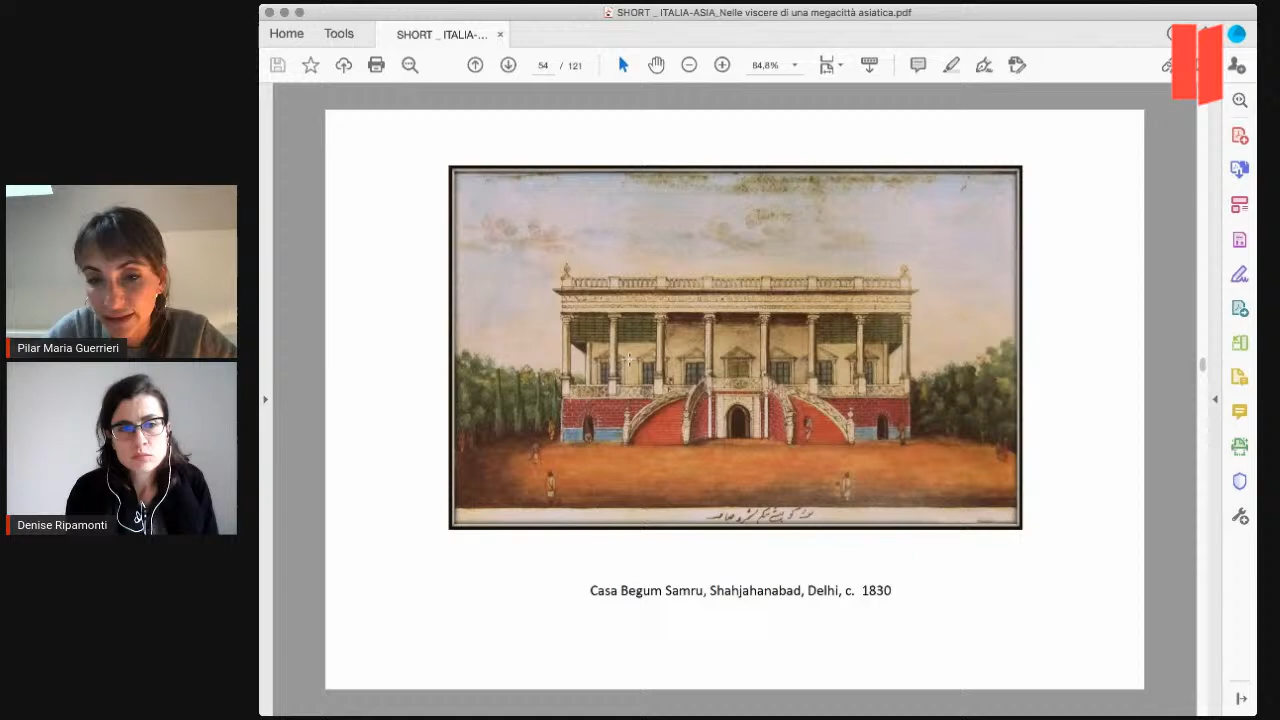 SHORT _ ITALIA-ASIA_Nelle viscere di una megacittà asiatica.pdf
Home
Tools
SHORT _ ITALIA-... ×
54 / 121
84,8%
Pilar Maria Guerrieri
Denise Ripamonti
Casa Begum Samru, Shahjahanabad, Delhi, c. 1830